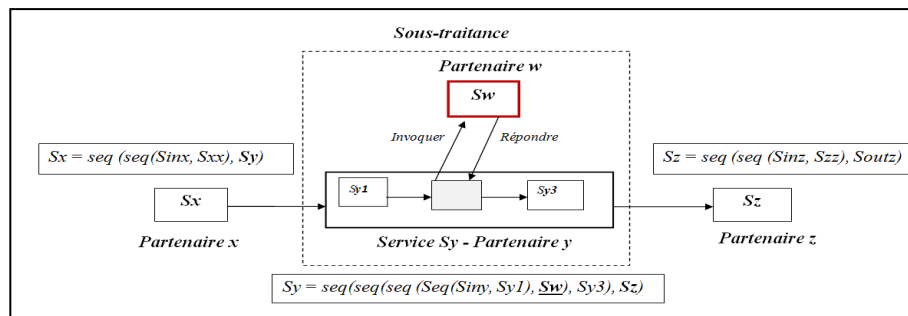 Sous-traitance
Partenaire w
Sw
Invoquer
Répondre
Sx = seq (seq(Sinx, Sxx), Sy)
Sz = seq (seq (Sinz, Szz), Soutz)
Sy1
Sy3
Sx
Sz
Partenaire x
Service Sy - Partenaire y
Partenaire z
Sy = seq(seq(seq (Seq(Siny, Sy1), Sw), Sy3), Sz)